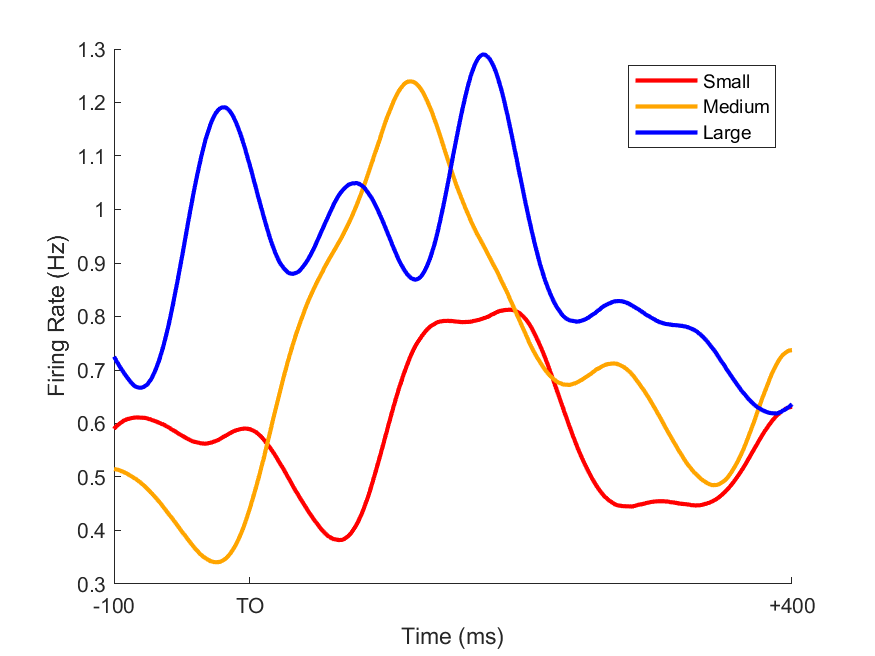 1.3
1.2
1.1
1
0.9
0.8
0.7
0.6
0.5
0.4
0.3
Firing Rate (Hz)
Small
Medium
Large
-100 TO +400
Time (ms)